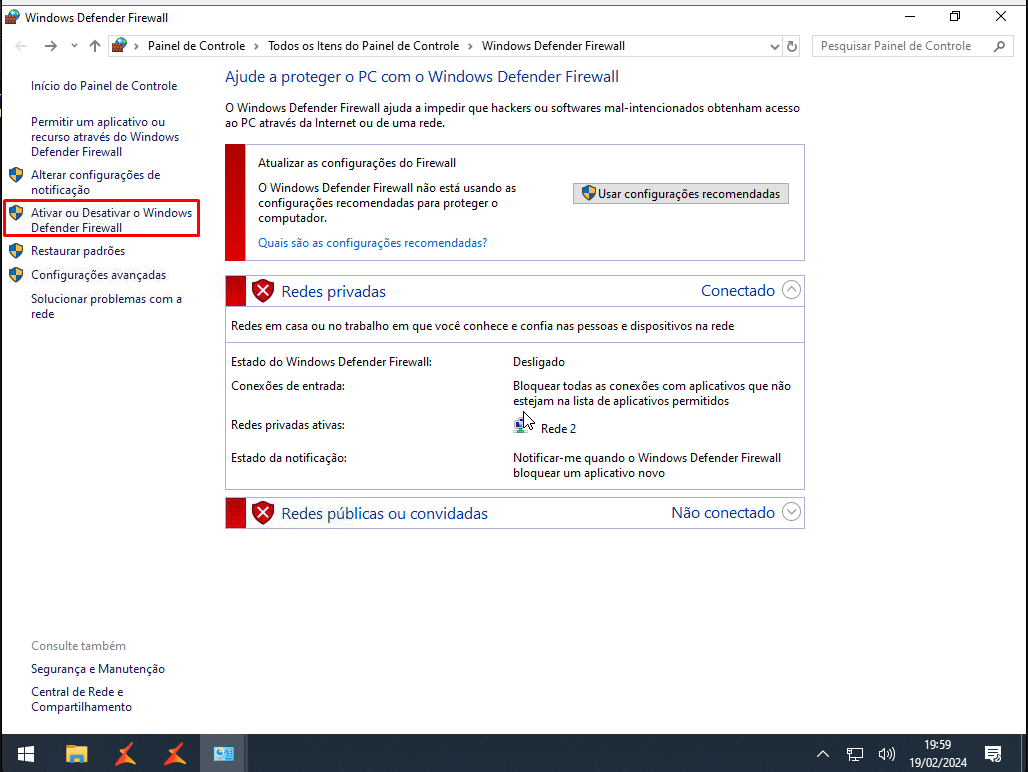 Windows Defender Firewall
Painel de Controle
Todos os Itens do Painel de Controle
Windows Defender Firewall
Pesquisar Painel de Controle
Início do Painel de Controle
Permitir um aplicativo ou
recurso através do Windows
Defender Firewall
Alterar configurações de
notificação
Ativar ou Desativar o Windows
Defender Firewall
Restaurar padrões
Configurações avançadas
Solucionar problemas com a
rede
Ajude a proteger o PC com o Windows Defender Firewall
O Windows Defender Firewall ajuda a impedir que hackers ou softwares mal-intencionados obtenham acesso
ao PC através da Internet ou de uma rede.
Atualizar as configurações do Firewall
O Windows Defender Firewall não está usando as
configurações recomendadas para proteger o
computador.
Usar configurações recomendadas
Quais são as configurações recomendadas?
Redes privadas
Conectado
Redes em casa ou no trabalho em que você conhece e confia nas pessoas e dispositivos na rede
Estado do Windows Defender Firewall:
Desligado
Conexões de entrada:
Bloquear todas as conexões com aplicativos que não
estejam na lista de aplicativos permitidos
Redes privadas ativas:
Rede 2
Estado da notificação:
Notificar-me quando o Windows Defender Firewall
bloquear um aplicativo novo
Redes públicas ou convidadas
Não conectado
Consulte também
Segurança e Manutenção
Central de Rede e
Compartilhamento
19:59
19/02/2024